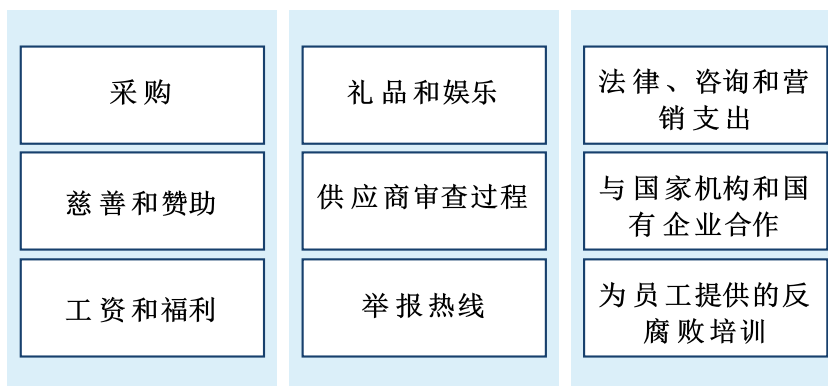 采购
慈善和赞助
工资和福利
礼品和娱乐
供应商审查过程
举报热线
法律、咨询和营
销支出
与国家机构和国
有企业合作
为员工提供的反
腐败培训